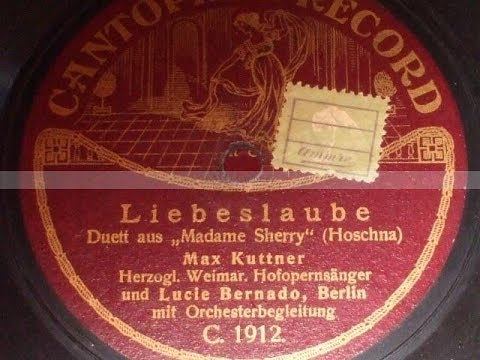 CANTOPHON RECORD
Liebeslaube
Duett aus „Madame Sherry" (Hoschna)
Max Kuttner
Herzogl. Weimar. Hofopernsänger
und Lucie Bernado, Berlin
mit Orchesterbegleitung
C. 1912.